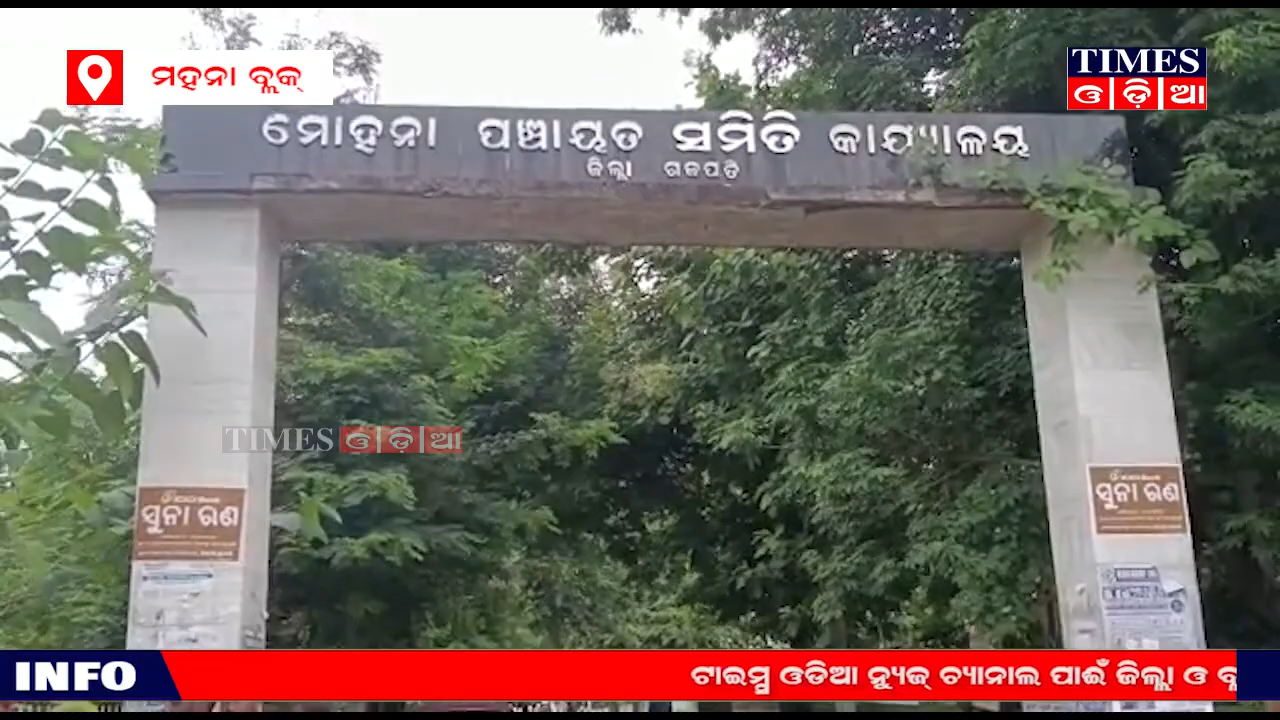 ମହନା ବ୍ଲକ୍
TIMES
ଓଡ଼ିଆ
ମୋହନା ପଞ୍ଚାୟତ ସମିତି କାର୍ଯ୍ୟାଳୟ
ଜିଲ୍ଲା ଗଜପତି
TIMES ଓଡ଼ିଆ
ସୁନା ଋଣ
ସୁନା ଋଣ
INFO
ଟାଇମ୍ସ ଓଡିଆ ନ୍ୟୁଜ୍ ଚ୍ୟାନାଲ ପାଇଁ ଜିଲ୍ଲା ଓ ବ୍ଲ